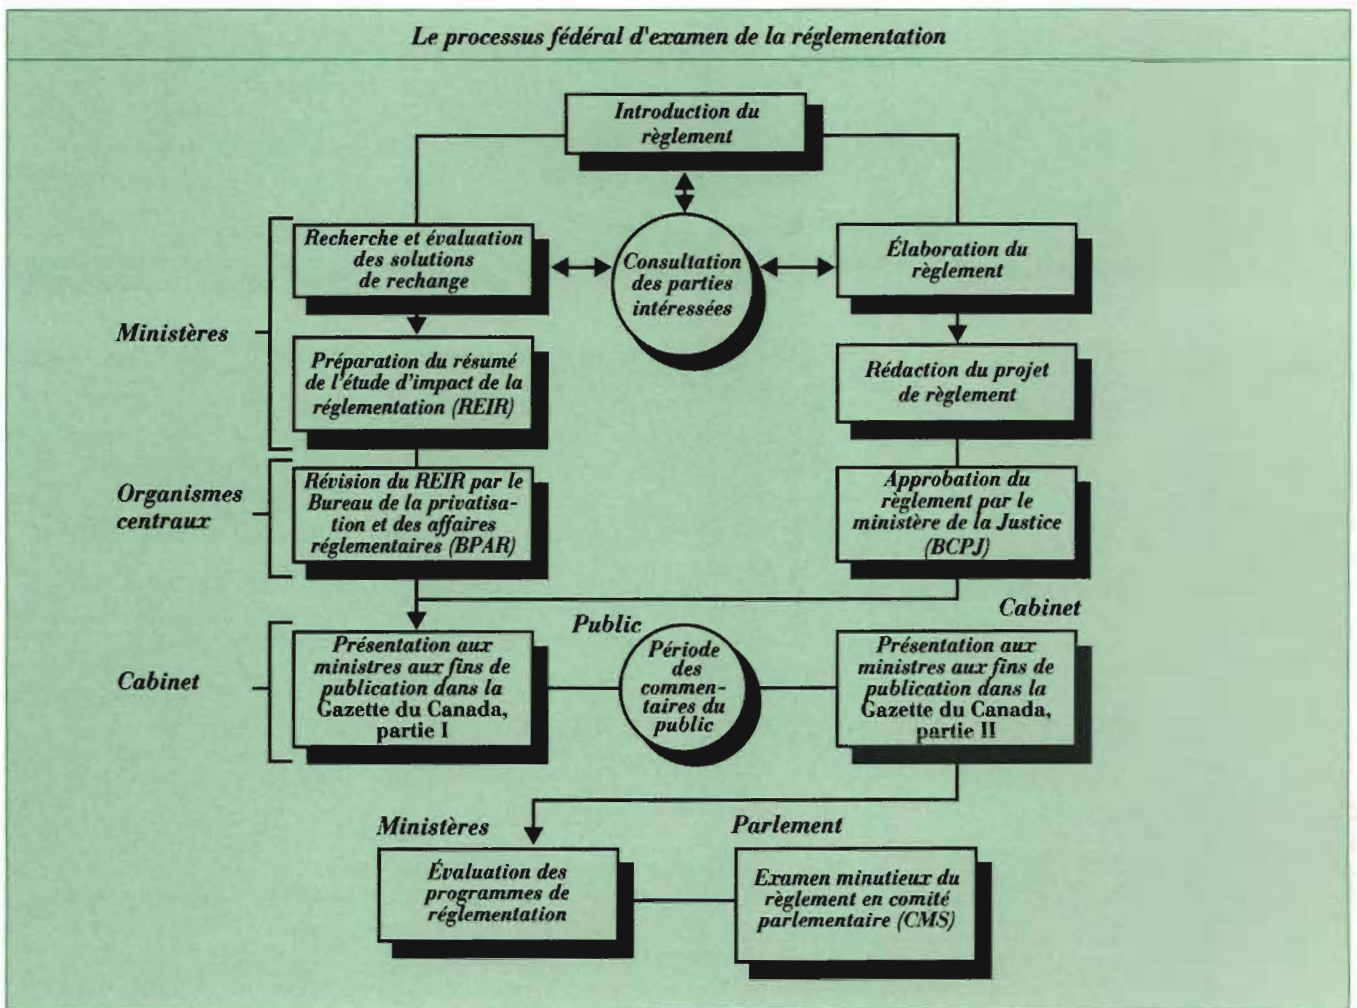 Le processus fédéral d'examen de la réglementation
Introduction du
règlement
Recherche et évaluation
des solutions
de rechange
Consultation
des parties
intéressées
Élaboration du
règlement
Ministères
Préparation du résumé
de l'étude d'impact de la
réglementation (REIR)
Rédaction du projet
de règlement
Organismes
centraux
Révision du REIR par le
Bureau de la privatisa-
tion et des affaires
réglementaires (BPAR)
Approbation du
règlement par le
ministère de la Justice
(BCPJ)
Cabinet
Présentation aux
ministres aux fins de
publication dans la
Gazette du Canada,
partie I
Public
Période
des
commen-
taires du
public
Cabinet
Présentation aux
ministres aux fins de
publication dans la
Gazette du Canada,
partie II
Ministères
Évaluation des
programmes de
réglementation
Parlement
Examen minutieux du
règlement en comité
parlementaire (CMS)